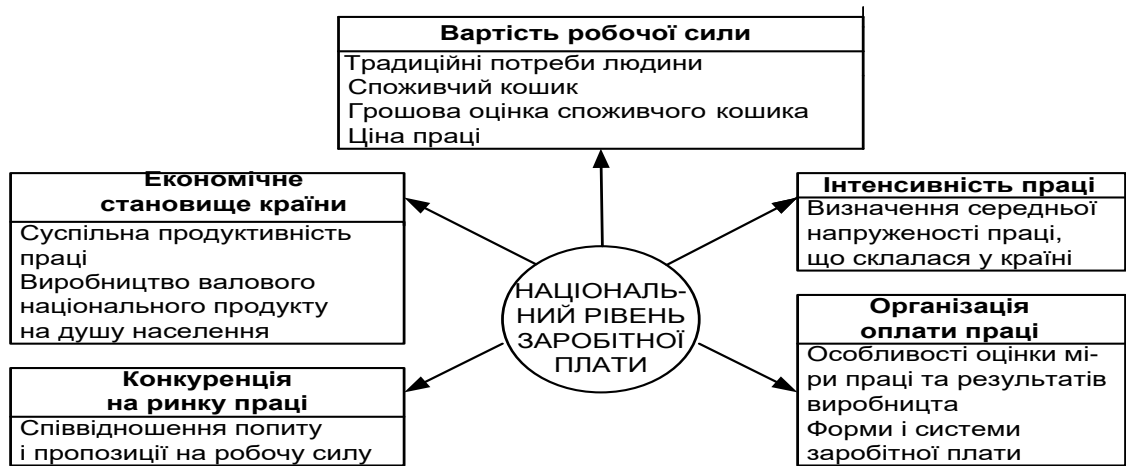 Вартість робочої сили
Традиційні потреби людини
Споживчий кошик
Грошова оцінка споживчого кошика
Ціна праці
Економічне
становище країни
Суспільна продуктивність
праці
Виробництво валового
національного продукту
на душу населення
Інтенсивність праці
Визначення середньої
напруженості праці,
що склалася у країні
НАЦІОНАЛЬ-
НИЙ РІВЕНЬ
ЗАРОБІТНОЇ
ПЛАТИ
Конкуренція
на ринку праці
Співвідношення попиту
і пропозиції на робочу силу
Організація
оплати праці
Особливості оцінки мі-
ри праці та результатів
виробницта
Форми і системи
заробітної плати